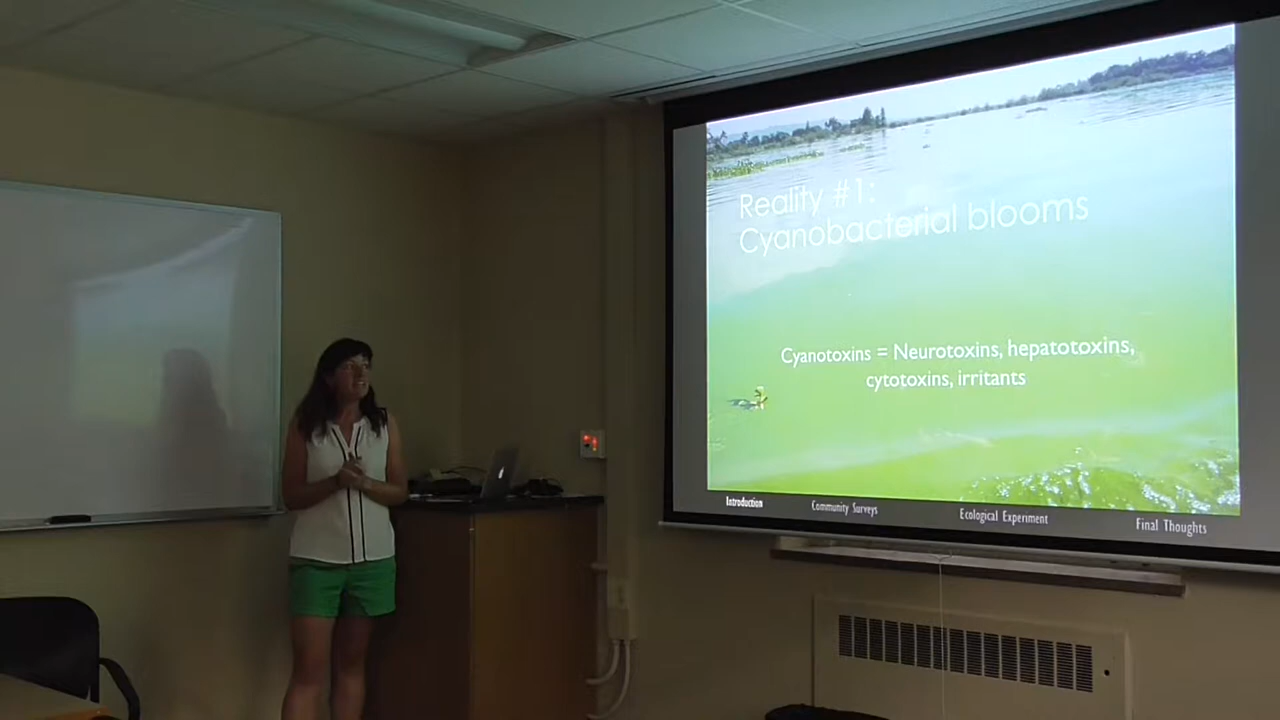 Reality #1:
Cyanobacterial blooms
Cyanotoxins = Neurotoxins, hepatotoxins,
cytotoxins, irritants
Introduction
Community Surveys
Ecological Experiment
Final Thoughts